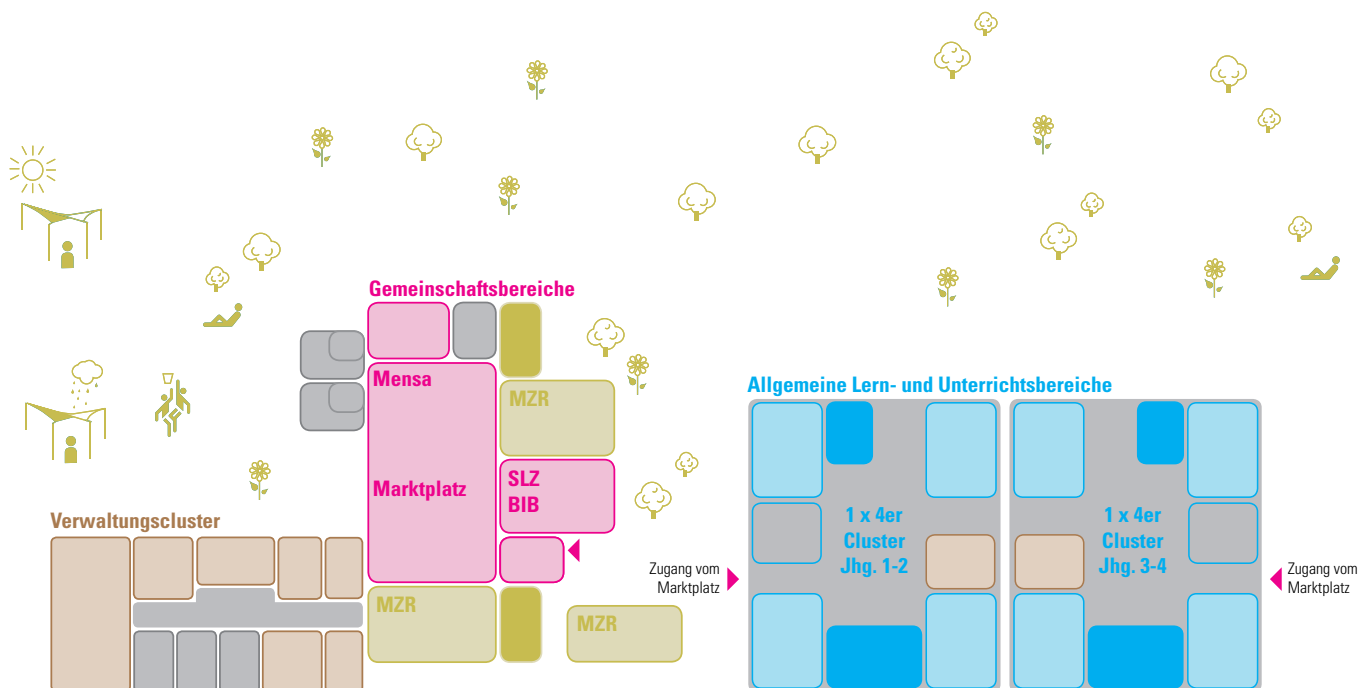 Gemeinschaftsbereiche
Mensa
MZR
Allgemeine Lern- und Unterrichtsbereiche
Marktplatz
SLZ
BIB
Verwaltungscluster
1 x 4er
Cluster
Jhg. 1-2
1 x 4er
Cluster
Jhg. 3-4
Zugang vom
Marktplatz
Zugang vom
Marktplatz
MZR
MZR